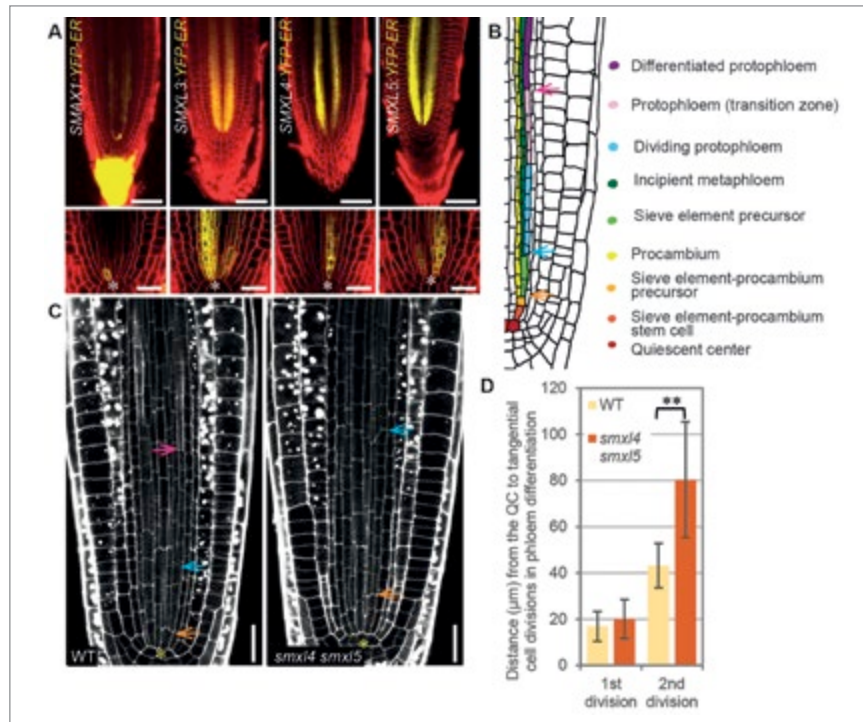 A
SMAX1:YFP-ER
SMXL3:YFP-ER
SMXL4:YFP-ER
SMXL5:YFP-ER
*
*
*
*
B
Differentiated protophloem
Protophloem (transition zone)
Dividing protophloem
Incipient metaphloem
Sieve element precursor
Procambium
Sieve element-procambium
precursor
Sieve element-procambium
stem cell
Quiescent center
C
WT
*
smxl4 smxl5
*
D
Distance (µm) from the QC to tangential
cell divisions in phloem differentiation
120
100
80
60
40
20
0
WT
smxl4
smxl5
**
1st
division
2nd
division